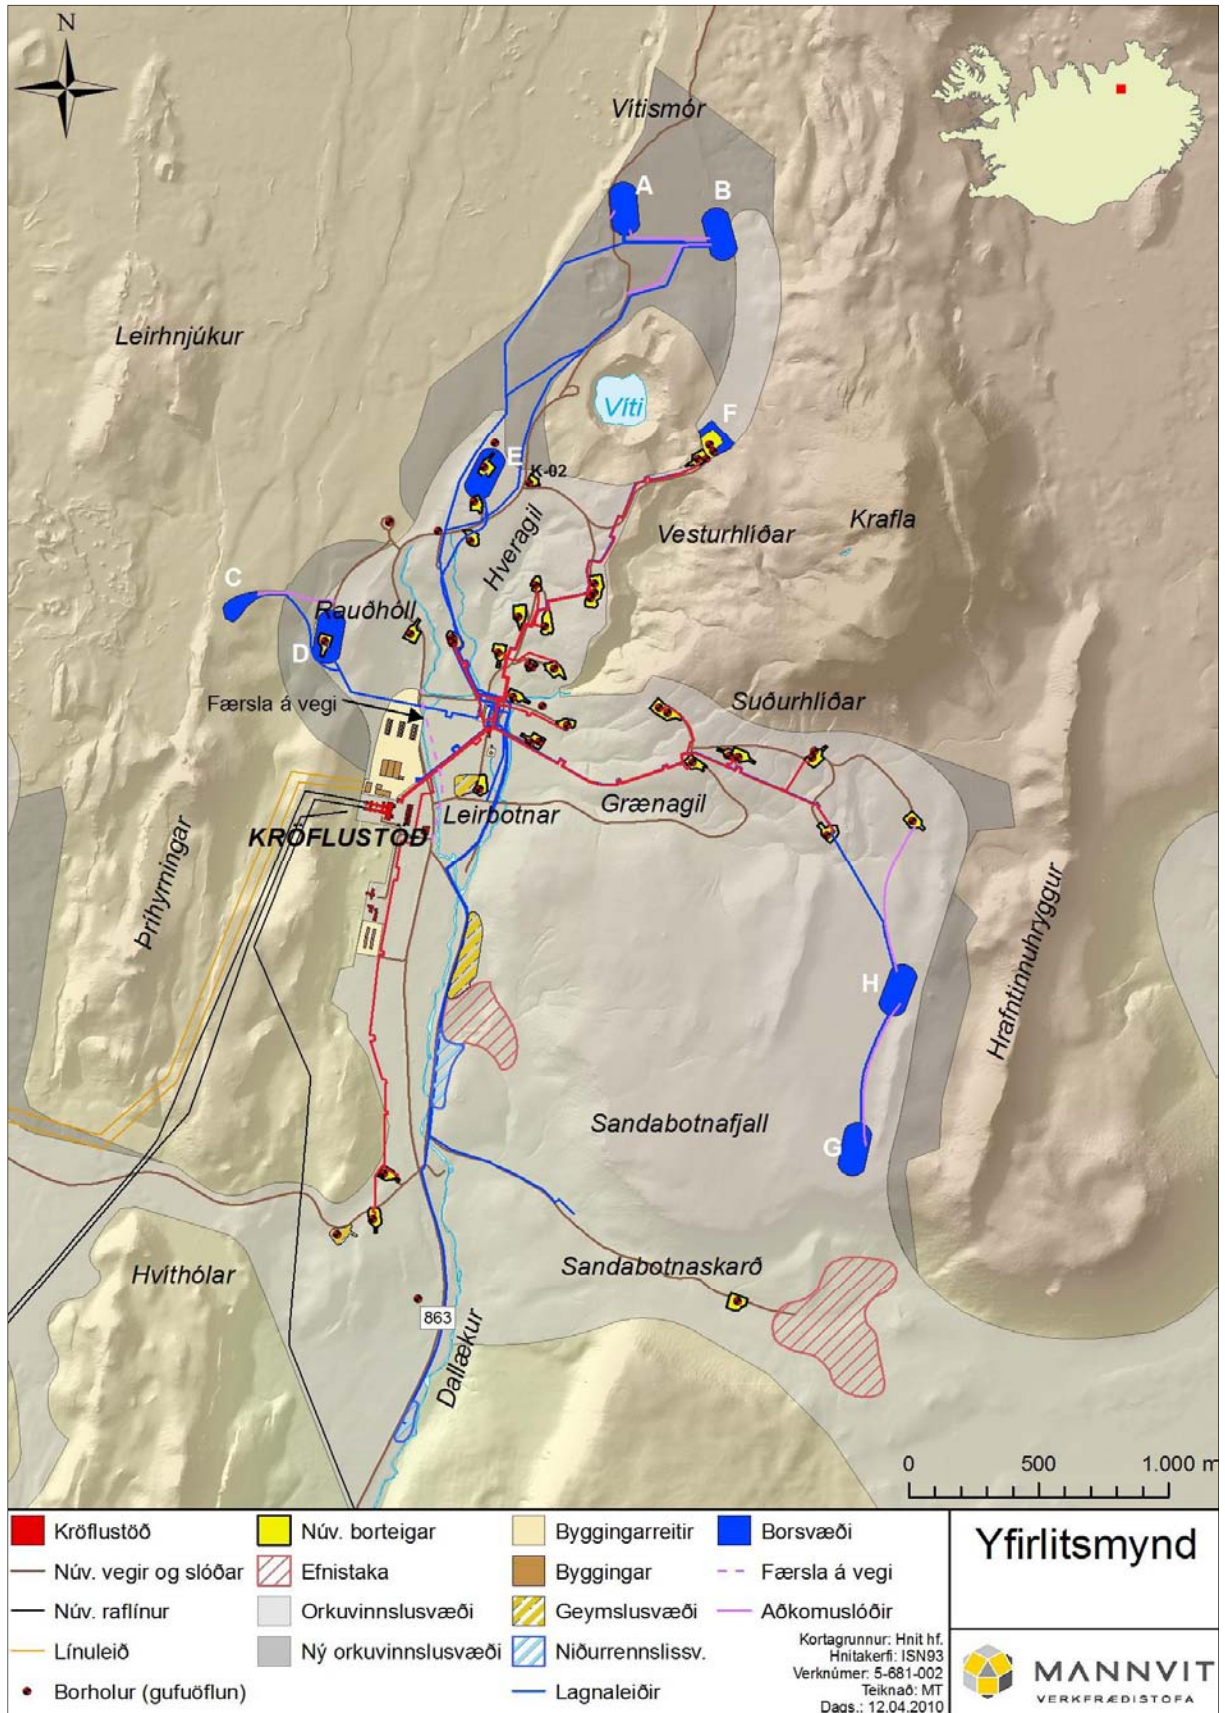 N
Vítismór
A
B
Leirhnjúkur
Víti
F
E
K-02
Hveragil
Vesturhlíðar
Krafla
C
Rauðhóll
D
Færsla á vegi
Suðurhlíðar
Grænagil
Leirbotnar
KRÖFLUSTÖÐ
Þríhyrningar
H
Hrafntinnuhryggur
Sandabotnafjall
G
Hvíthólar
Sandabotnaskarð
863
Dallækur
0 500 1.000 m
Kröflustöð
Núv. vegir og slóðar
Núv. raflínur
Línuleið
Borholur (gufuöflun)
Núv. borteigar
Efnistaka
Orkuvinnslusvæði
Ný orkuvinnslusvæði
Byggingarreitir
Byggingar
Geymslusvæði
Niðurrennslissv.
Lagnaleiðir
Borsvæði
Færsla á vegi
Aðkomuslóðir
Kortagrunnur: Hnit hf.
Hnitakerfi: ISN93
Verknúmer: 5-681-002
Teiknað: MT
Dags.: 12.04.2010
Yfirlitsmynd
MANNVIT
VERKFRÆÐISTOFA